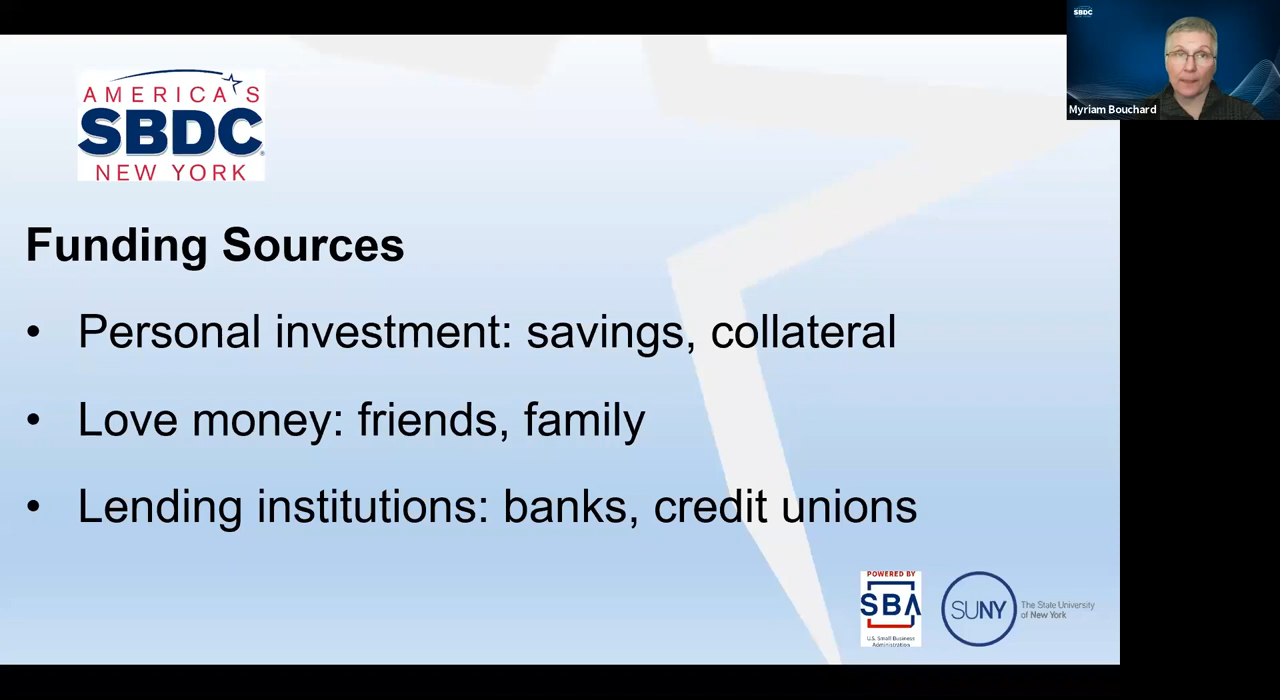 SBDC
Myriam Bouchard
AMERICA'S
SBDC
NEW YORK
Funding Sources
• Personal investment: savings, collateral
• Love money: friends, family
• Lending institutions: banks, credit unions
POWERED BY
SBA
U.S. Small Business
Administration
SUNY
The State University
of New York